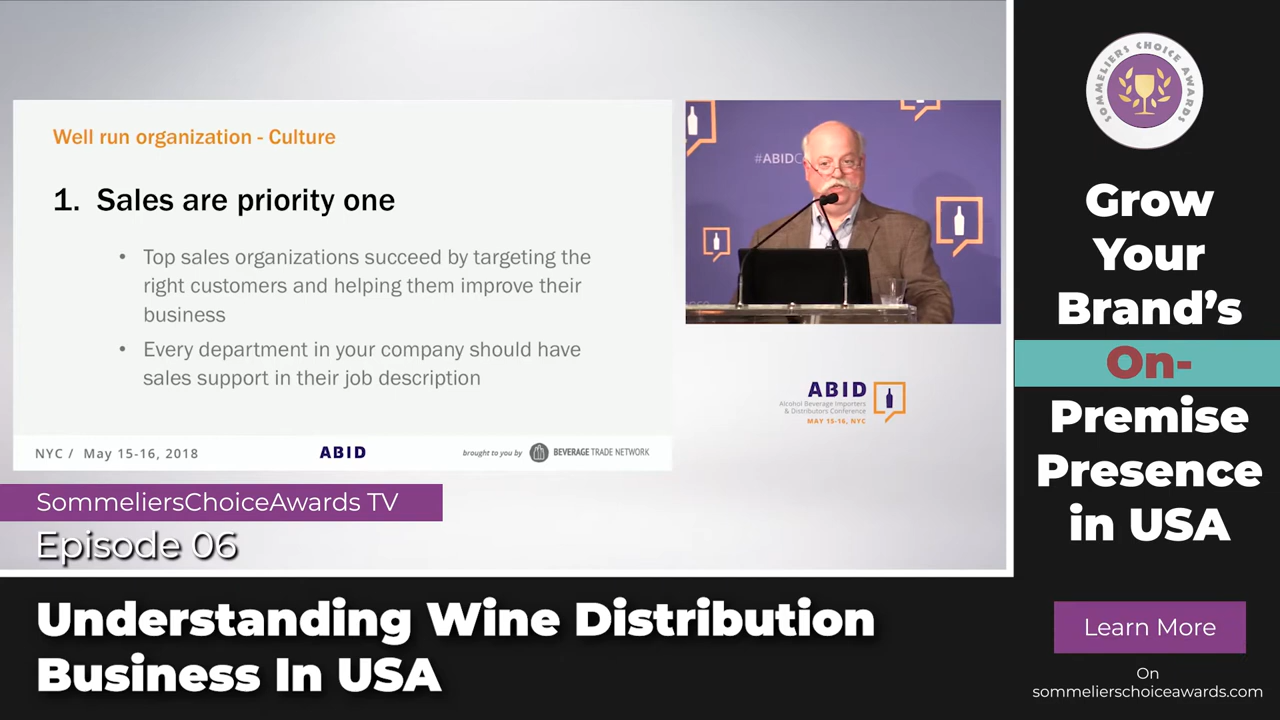 Well run organization - Culture
1. Sales are priority one
• Top sales organizations succeed by targeting the
right customers and helping them improve their
business
• Every department in your company should have
sales support in their job description
NYC / May 15-16, 2018
ABID
brought to you by BEVERAGE TRADE NETWORK
#ABIDC
ABID
Alcohol Beverage Importers
& Distributors Conference
MAY 15-16, NYC
SommeliersChoiceAwards TV
Episode 06
Understanding Wine Distribution
Business In USA
SOMMELIERS CHOICE AWARDS
Grow
Your
Brand's
On-
Premise
Presence
in USA
Learn More
On
sommelierschoiceawards.com